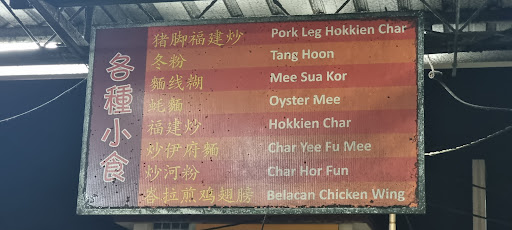 各種小食
猪脚福建炒 Pork Leg Hokkien Char
冬粉 Tang Hoon
麵线糊 Mee Sua Kor
蚝麵 Oyster Mee
福建炒 Hokkien Char
炒伊府麵 Char Yee Fu Mee
炒河粉 Char Hor Fun
峇拉煎鸡翅膀 Belacan Chicken Wing